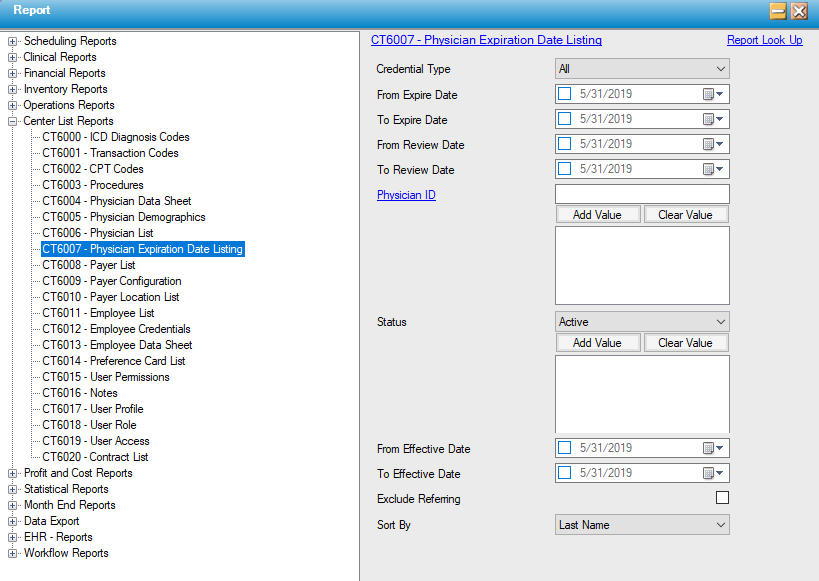 Report
Scheduling Reports
Clinical Reports
Financial Reports
Inventory Reports
Operations Reports
Center List Reports
CT6000 - ICD Diagnosis Codes
CT6001 - Transaction Codes
CT6002 - CPT Codes
CT6003 - Procedures
CT6004 - Physician Data Sheet
CT6005 - Physician Demographics
CT6006 - Physician List
CT6007 - Physician Expiration Date Listing
CT6008 - Payer List
CT6009 - Payer Configuration
CT6010 - Payer Location List
CT6011 - Employee List
CT6012 - Employee Credentials
CT6013 - Employee Data Sheet
CT6014 - Preference Card List
CT6015 - User Permissions
CT6016 - Notes
CT6017 - User Profile
CT6018 - User Role
CT6019 - User Access
CT6020 - Contract List
Profit and Cost Reports
Statistical Reports
Month End Reports
Data Export
EHR - Reports
Workflow Reports
CT6007 - Physician Expiration Date Listing Report Look Up
Credential Type All
From Expire Date 5/31/2019
To Expire Date 5/31/2019
From Review Date 5/31/2019
To Review Date 5/31/2019
Physician ID
Add Value Clear Value
Status Active
Add Value Clear Value
From Effective Date 5/31/2019
To Effective Date 5/31/2019
Exclude Referring
Sort By Last Name